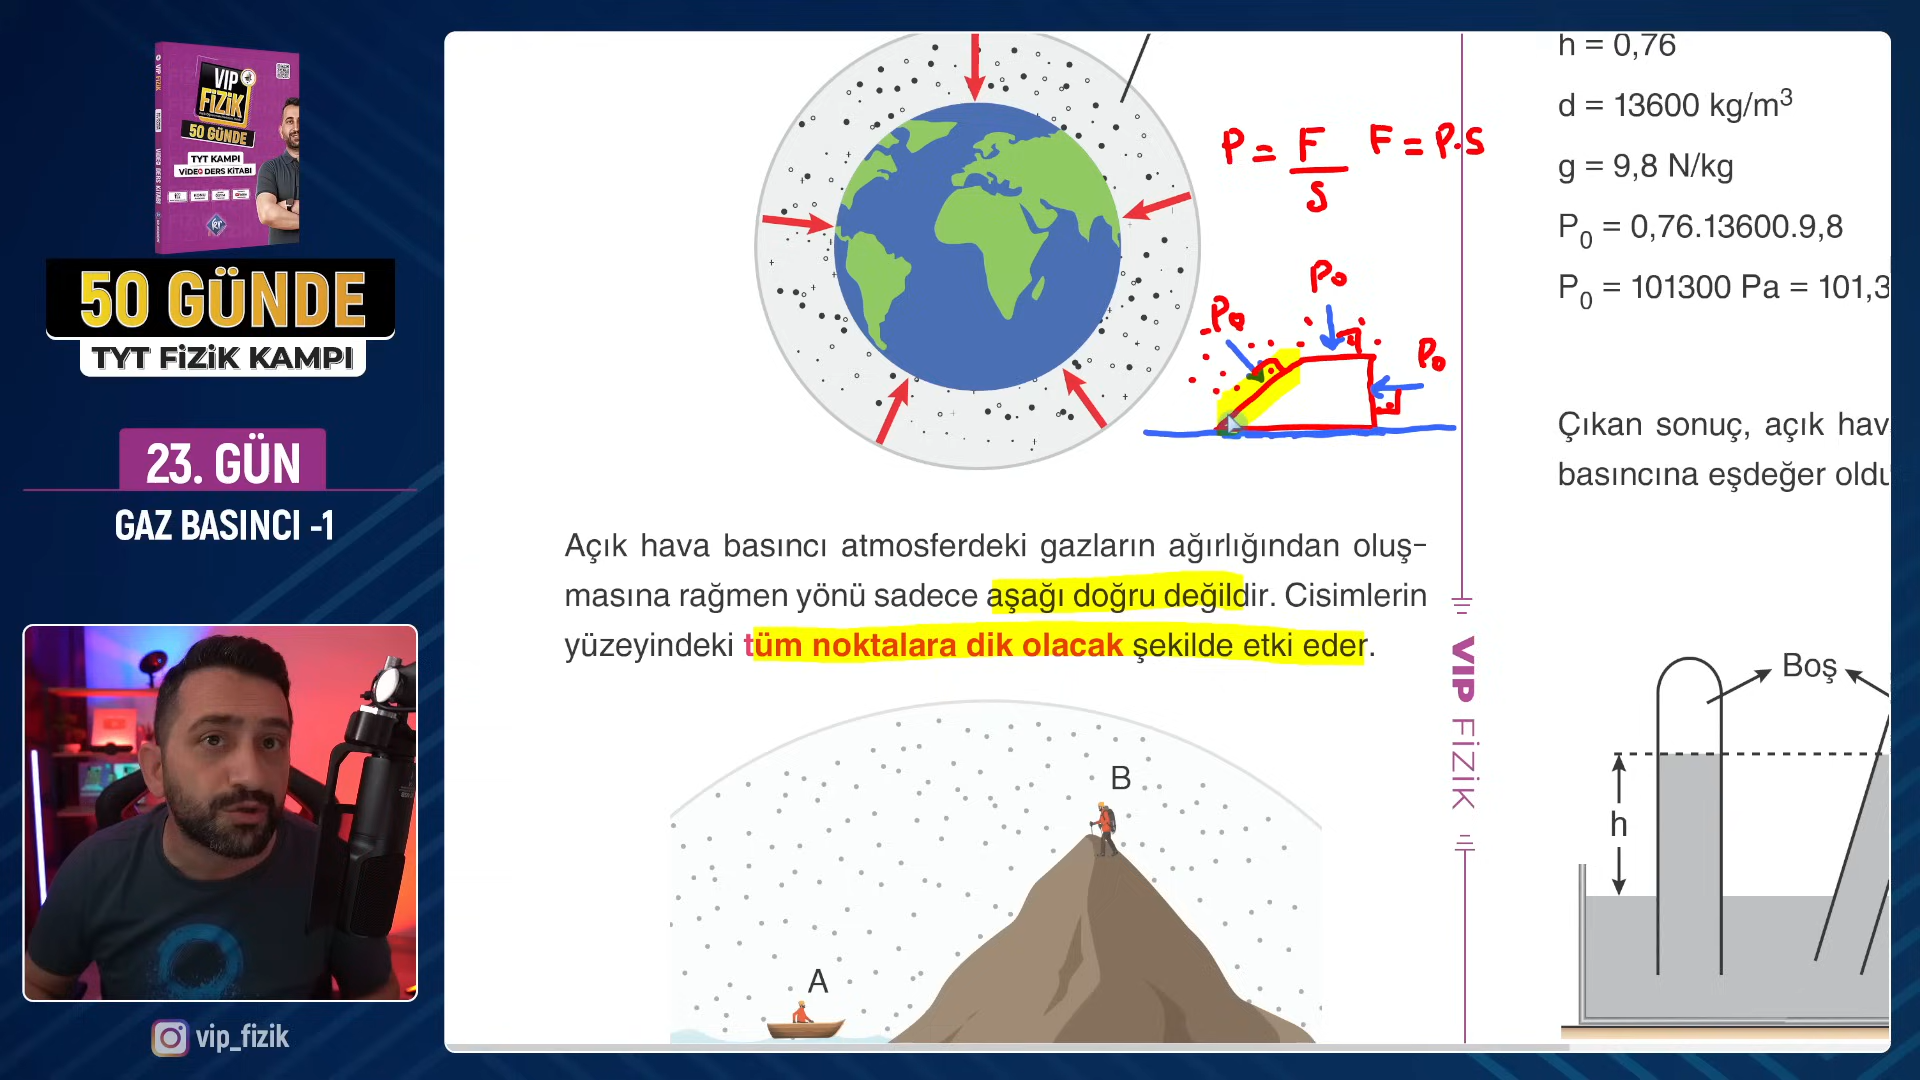 VIP
FİZİK
50 GÜNDE
TYT KAMPI
VİDEO DERS KİTABI
50 GÜNDE
TYT FİZİK KAMPI
23. GÜN
GAZ BASINCI -1
vip_fizik
P = F / S F = P.S
P0
P0
P0
Açık hava basıncı atmosferdeki gazların ağırlığından oluş-
masına rağmen yönü sadece aşağı doğru değildir. Cisimlerin
yüzeyindeki tüm noktalara dik olacak şekilde etki eder.
B
A
VIP FİZİK
h = 0,76
d = 13600 kg/m³
g = 9,8 N/kg
P₀ = 0,76.13600.9,8
P₀ = 101300 Pa = 101,3
Çıkan sonuç, açık hav
basıncına eşdeğer oldu
Boş
h